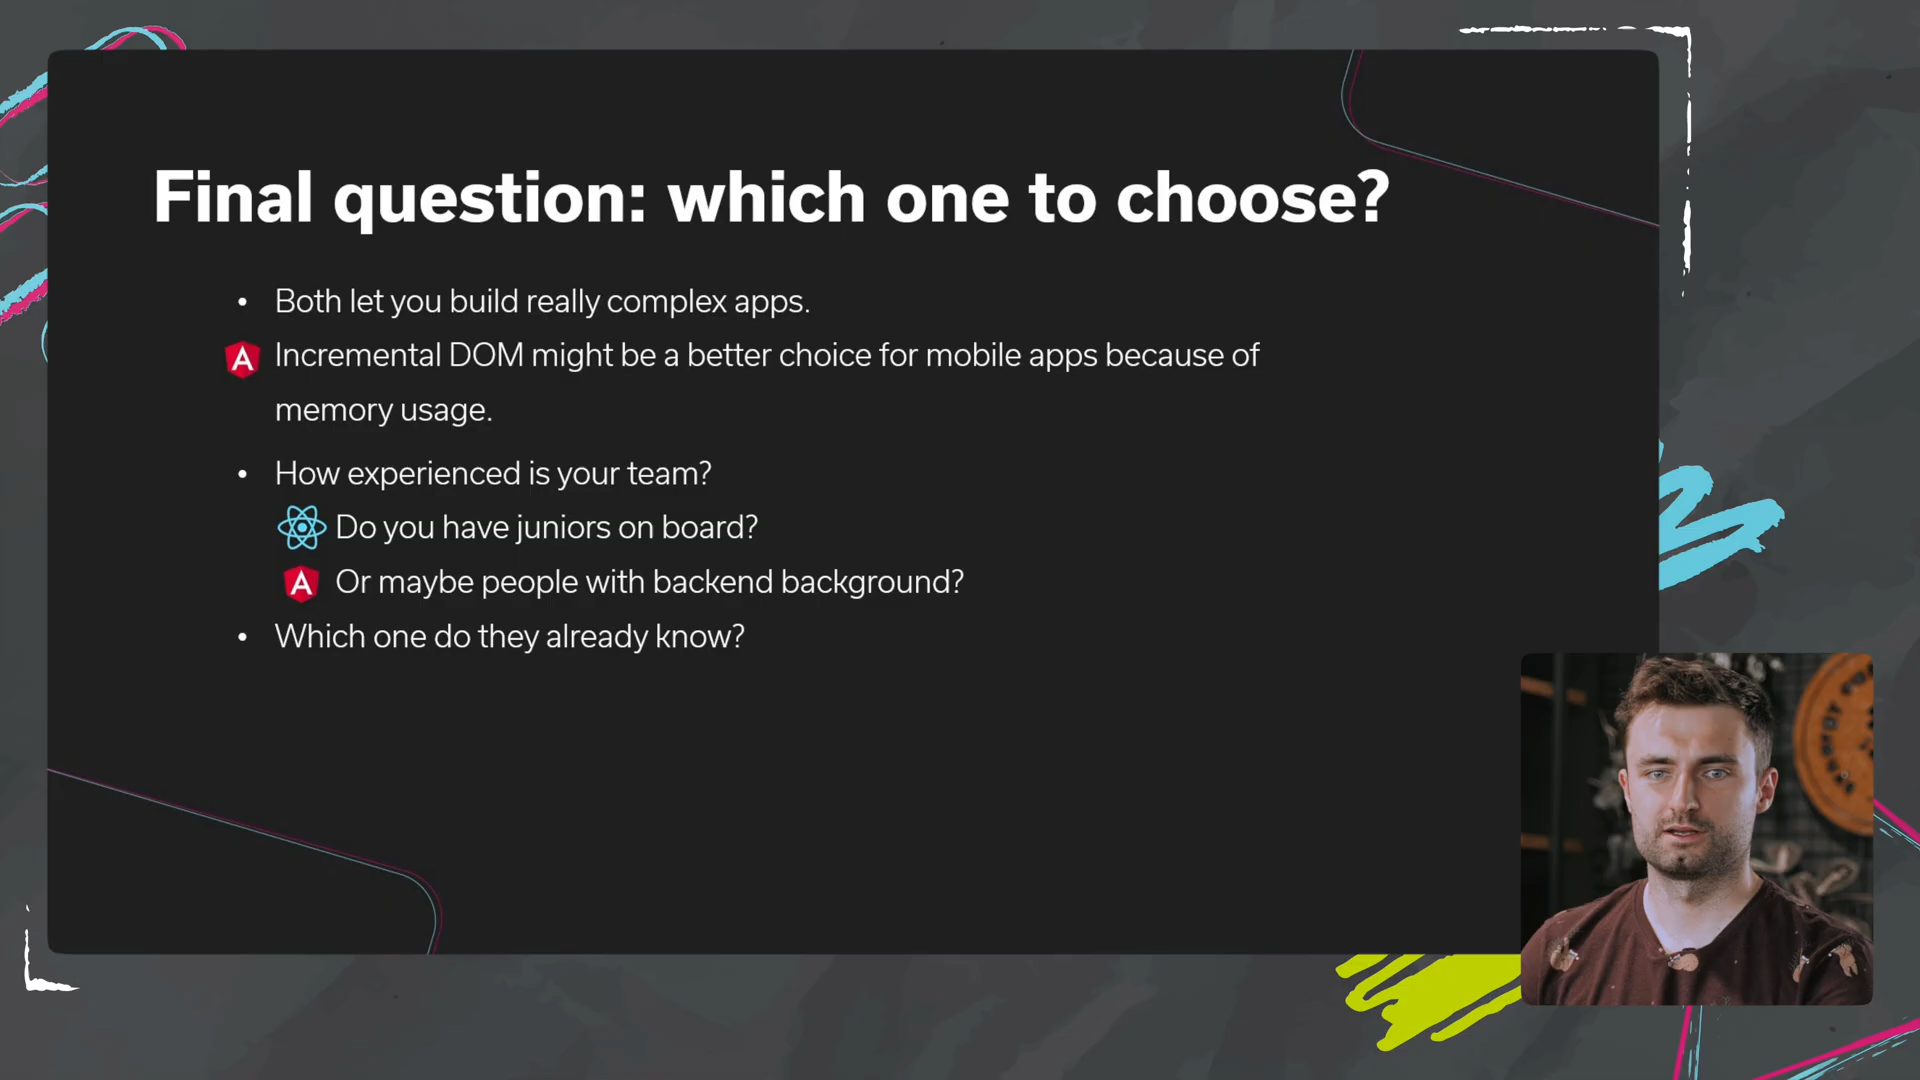 Final question: which one to choose?
• Both let you build really complex apps.
A Incremental DOM might be a better choice for mobile apps because of
memory usage.
• How experienced is your team?
Do you have juniors on board?
A Or maybe people with backend background?
• Which one do they already know?